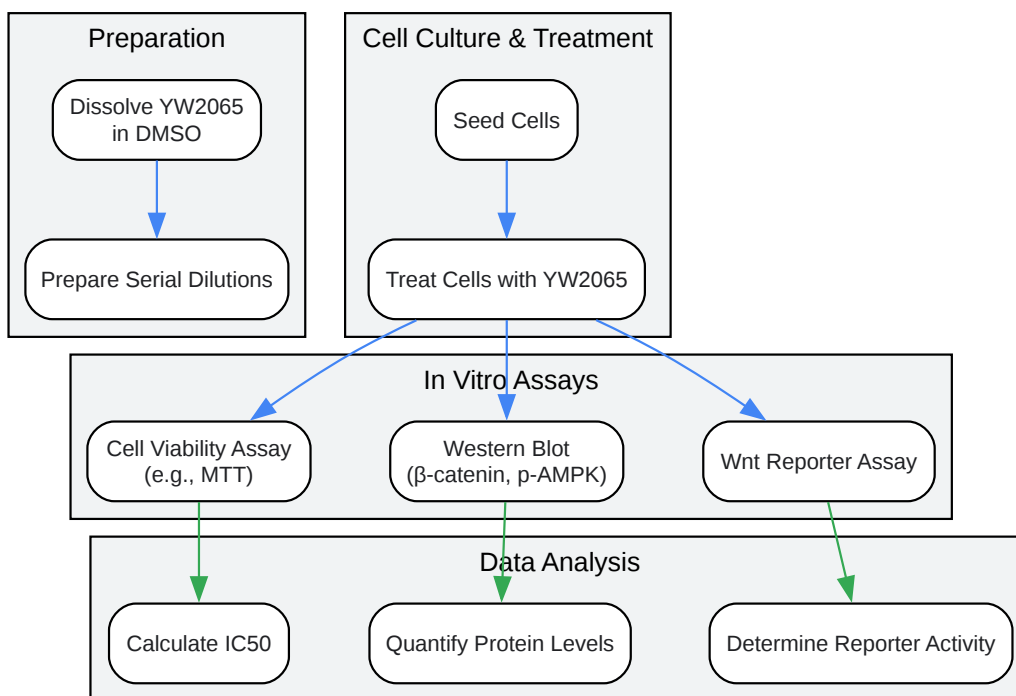 Preparation
Dissolve YW2065
in DMSO
Prepare Serial Dilutions
Cell Culture & Treatment
Seed Cells
Treat Cells with YW2065
In Vitro Assays
Cell Viability Assay
(e.g., MTT)
Western Blot
(β-catenin, p-AMPK)
Wnt Reporter Assay
Data Analysis
Calculate IC50
Quantify Protein Levels
Determine Reporter Activity